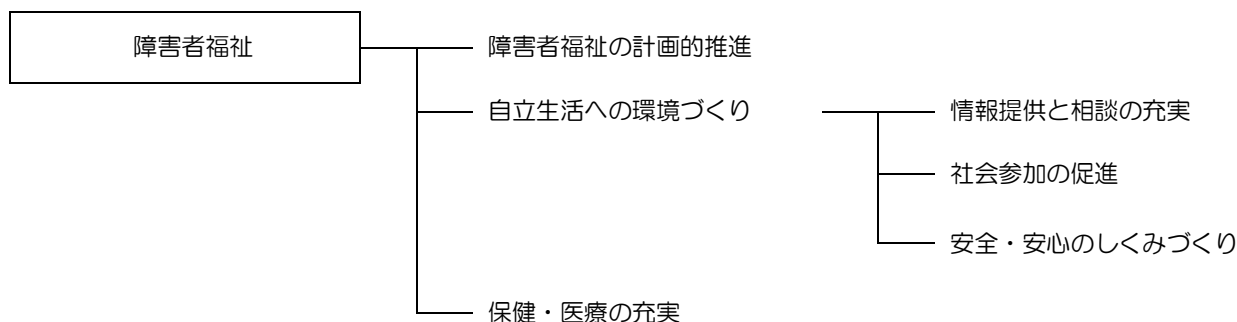 障害者福祉
障害者福祉の計画的推進
自立生活への環境づくり
情報提供と相談の充実
社会参加の促進
安全・安心のしくみづくり
保健・医療の充実